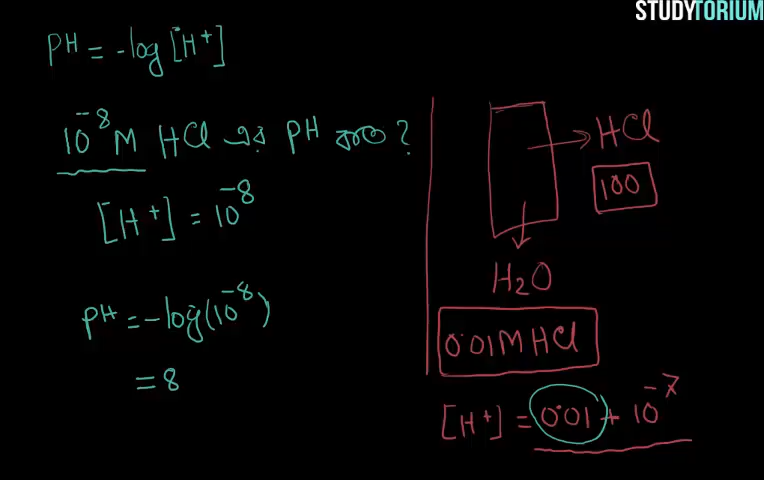 STUDYTORIUM
PH = -log [H⁺]
10⁻⁸ M HCl এর PH কত ?
[H⁺] = 10⁻⁸
PH = -log(10⁻⁸)
= 8
HCl
100
H₂O
0.01 M HCl
[H⁺] = 0.01 + 10⁻⁷